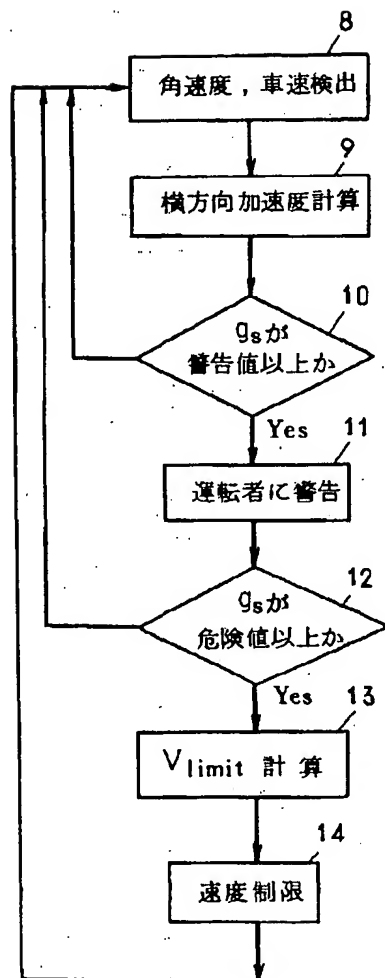 8
角速度，車速検出
9
横方向加速度計算
10
gsが
警告値以上か
Yes
11
運転者に警告
12
gsが
危険値以上か
Yes
13
Vlimit 計算
14
速度制限